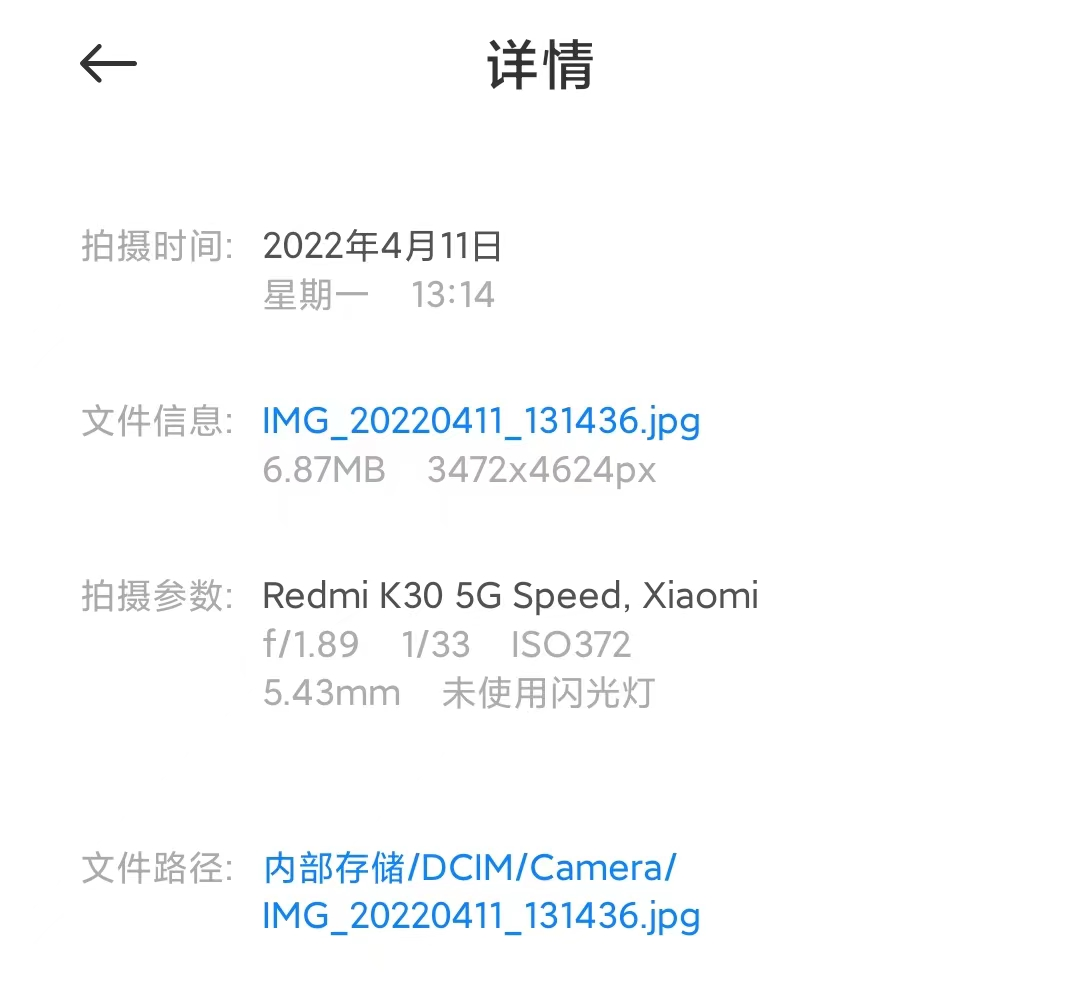 详情
拍摄时间: 2022年4月11日
星期一 13:14
文件信息: IMG_20220411_131436.jpg
6.87MB 3472x4624px
拍摄参数: Redmi K30 5G Speed, Xiaomi
f/1.89 1/33 ISO372
5.43mm 未使用闪光灯
文件路径: 内部存储/DCIM/Camera/
IMG_20220411_131436.jpg